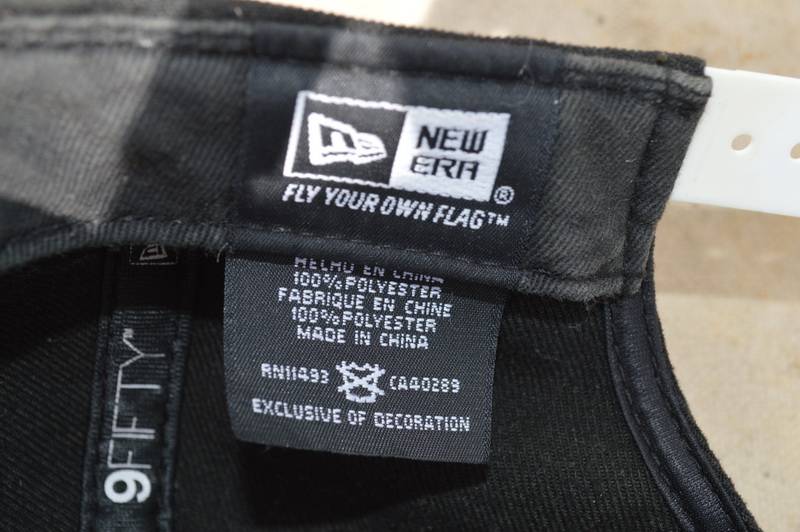 NEW
ERA
®
FLY YOUR OWN FLAG™
HECHO EN CHINA
100%POLYESTER
FABRIQUE EN CHINE
100%POLYESTER
MADE IN CHINA
RN11493 CA40289
EXCLUSIVE OF DECORATION
9FIFTY™